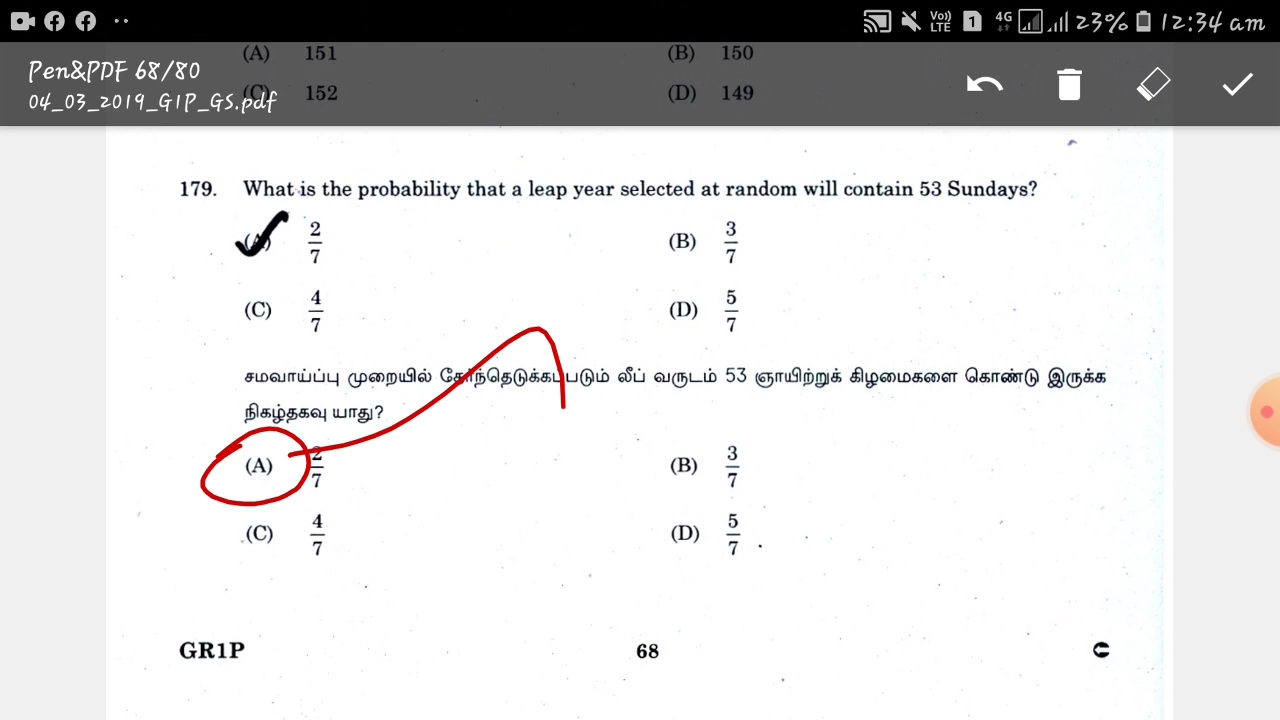 4G 23% 12:34 am
VoLTE 1
(A) 151 (B) 150
Pen&PDF 68/80
(C) 152 (D) 149
04_03_2019_G1P_GS.pdf
179. What is the probability that a leap year selected at random will contain 53 Sundays?
(A) 2/7 (B) 3/7
(C) 4/7 (D) 5/7
சமவாய்ப்பு முறையில் தேர்ந்தெடுக்கப்படும் லீப் வருடம் 53 ஞாயிற்றுக் கிழமைகளை கொண்டு இருக்க
நிகழ்தகவு யாது?
(A) 2/7 (B) 3/7
(C) 4/7 (D) 5/7
GR1P 68 C